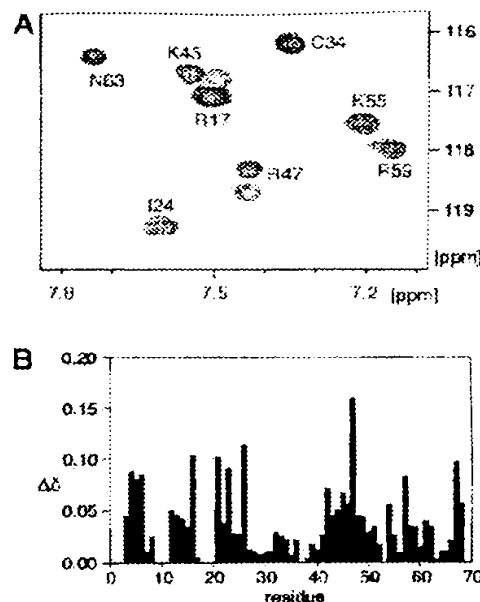 A
116
K45
C34
N63
R17
117
K55
118
R47
R59
I24
119
[ppm]
7.8
7.5
7.2
[ppm]
B
0.20
0.15
Δδ
0.10
0.05
0.00
0
10
20
30
40
50
60
70
residue